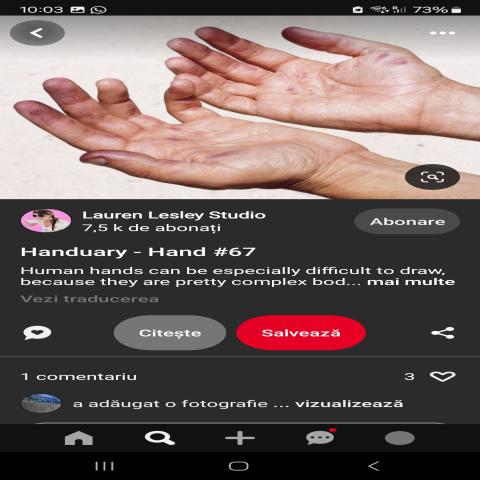 10:03
73%
Lauren Lesley Studio
7,5 k de abonați
Abonare
Handuary - Hand #67
Human hands can be especially difficult to draw,
because they are pretty complex bod... mai multe
Vezi traducerea
Citește
Salvează
1 comentariu
3
a adăugat o fotografie ... vizualizează